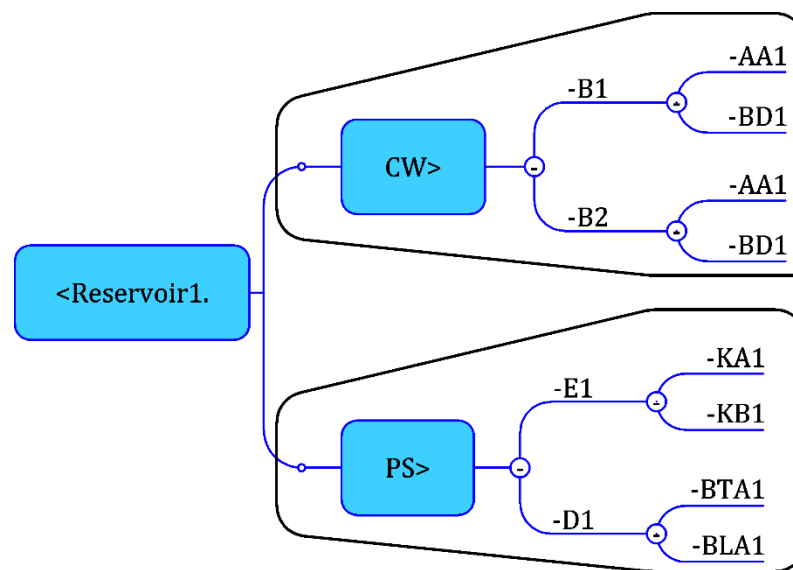 -AA1
-B1
-BD1
CW>
-AA1
-B2
-BD1
<Reservoir1.
-KA1
-E1
-KB1
PS>
-BTA1
-D1
-BLA1